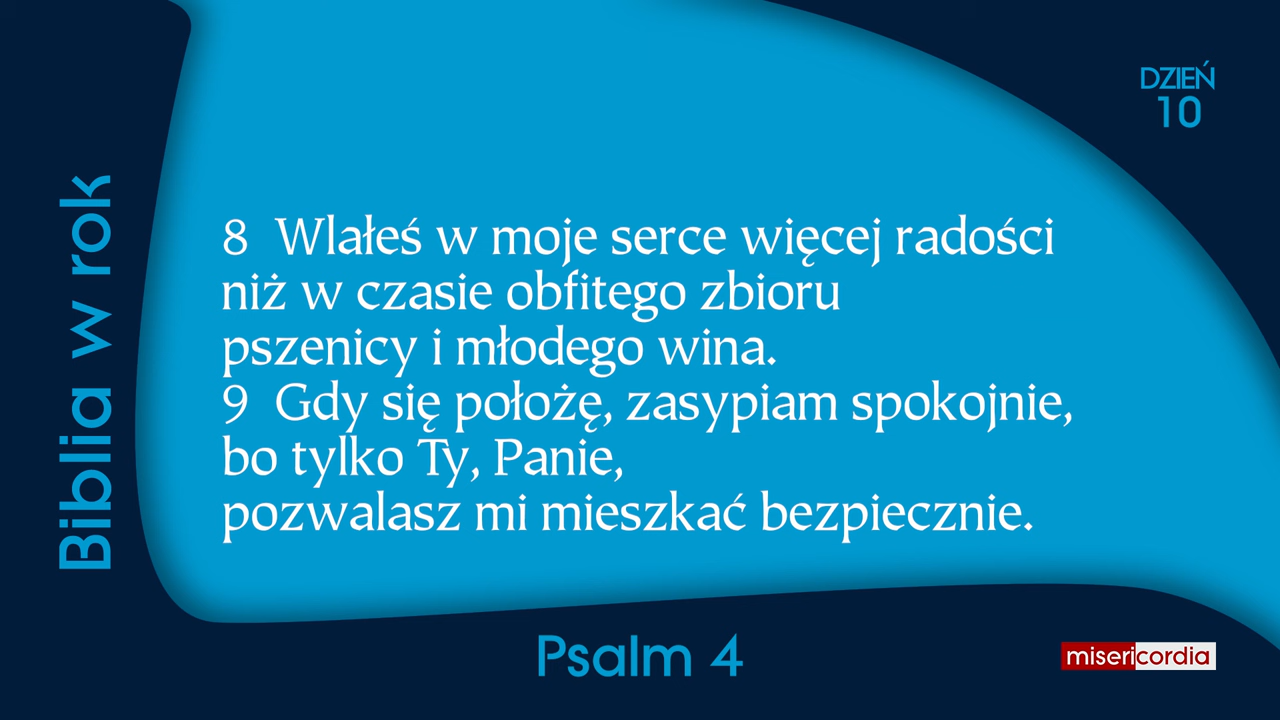 DZIEŃ
10
Biblia w rok
8 Wlałeś w moje serce więcej radości
niż w czasie obfitego zbioru
pszenicy i młodego wina.
9 Gdy się położę, zasypiam spokojnie,
bo tylko Ty, Panie,
pozwalasz mi mieszkać bezpiecznie.
Psalm 4
misericordia